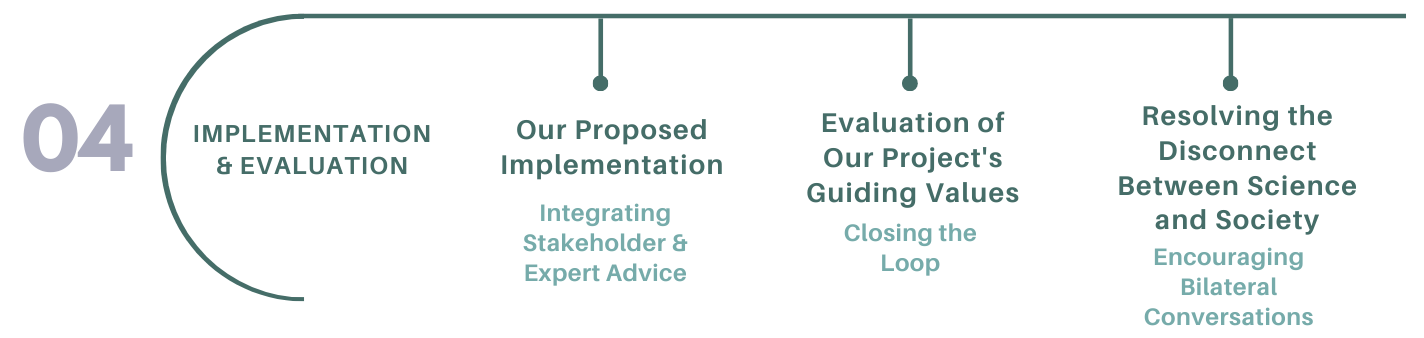 04
IMPLEMENTATION
& EVALUATION
Our Proposed
Implementation
Integrating
Stakeholder &
Expert Advice
Evaluation of
Our Project's
Guiding Values
Closing the
Loop
Resolving the
Disconnect
Between Science
and Society
Encouraging
Bilateral
Conversations